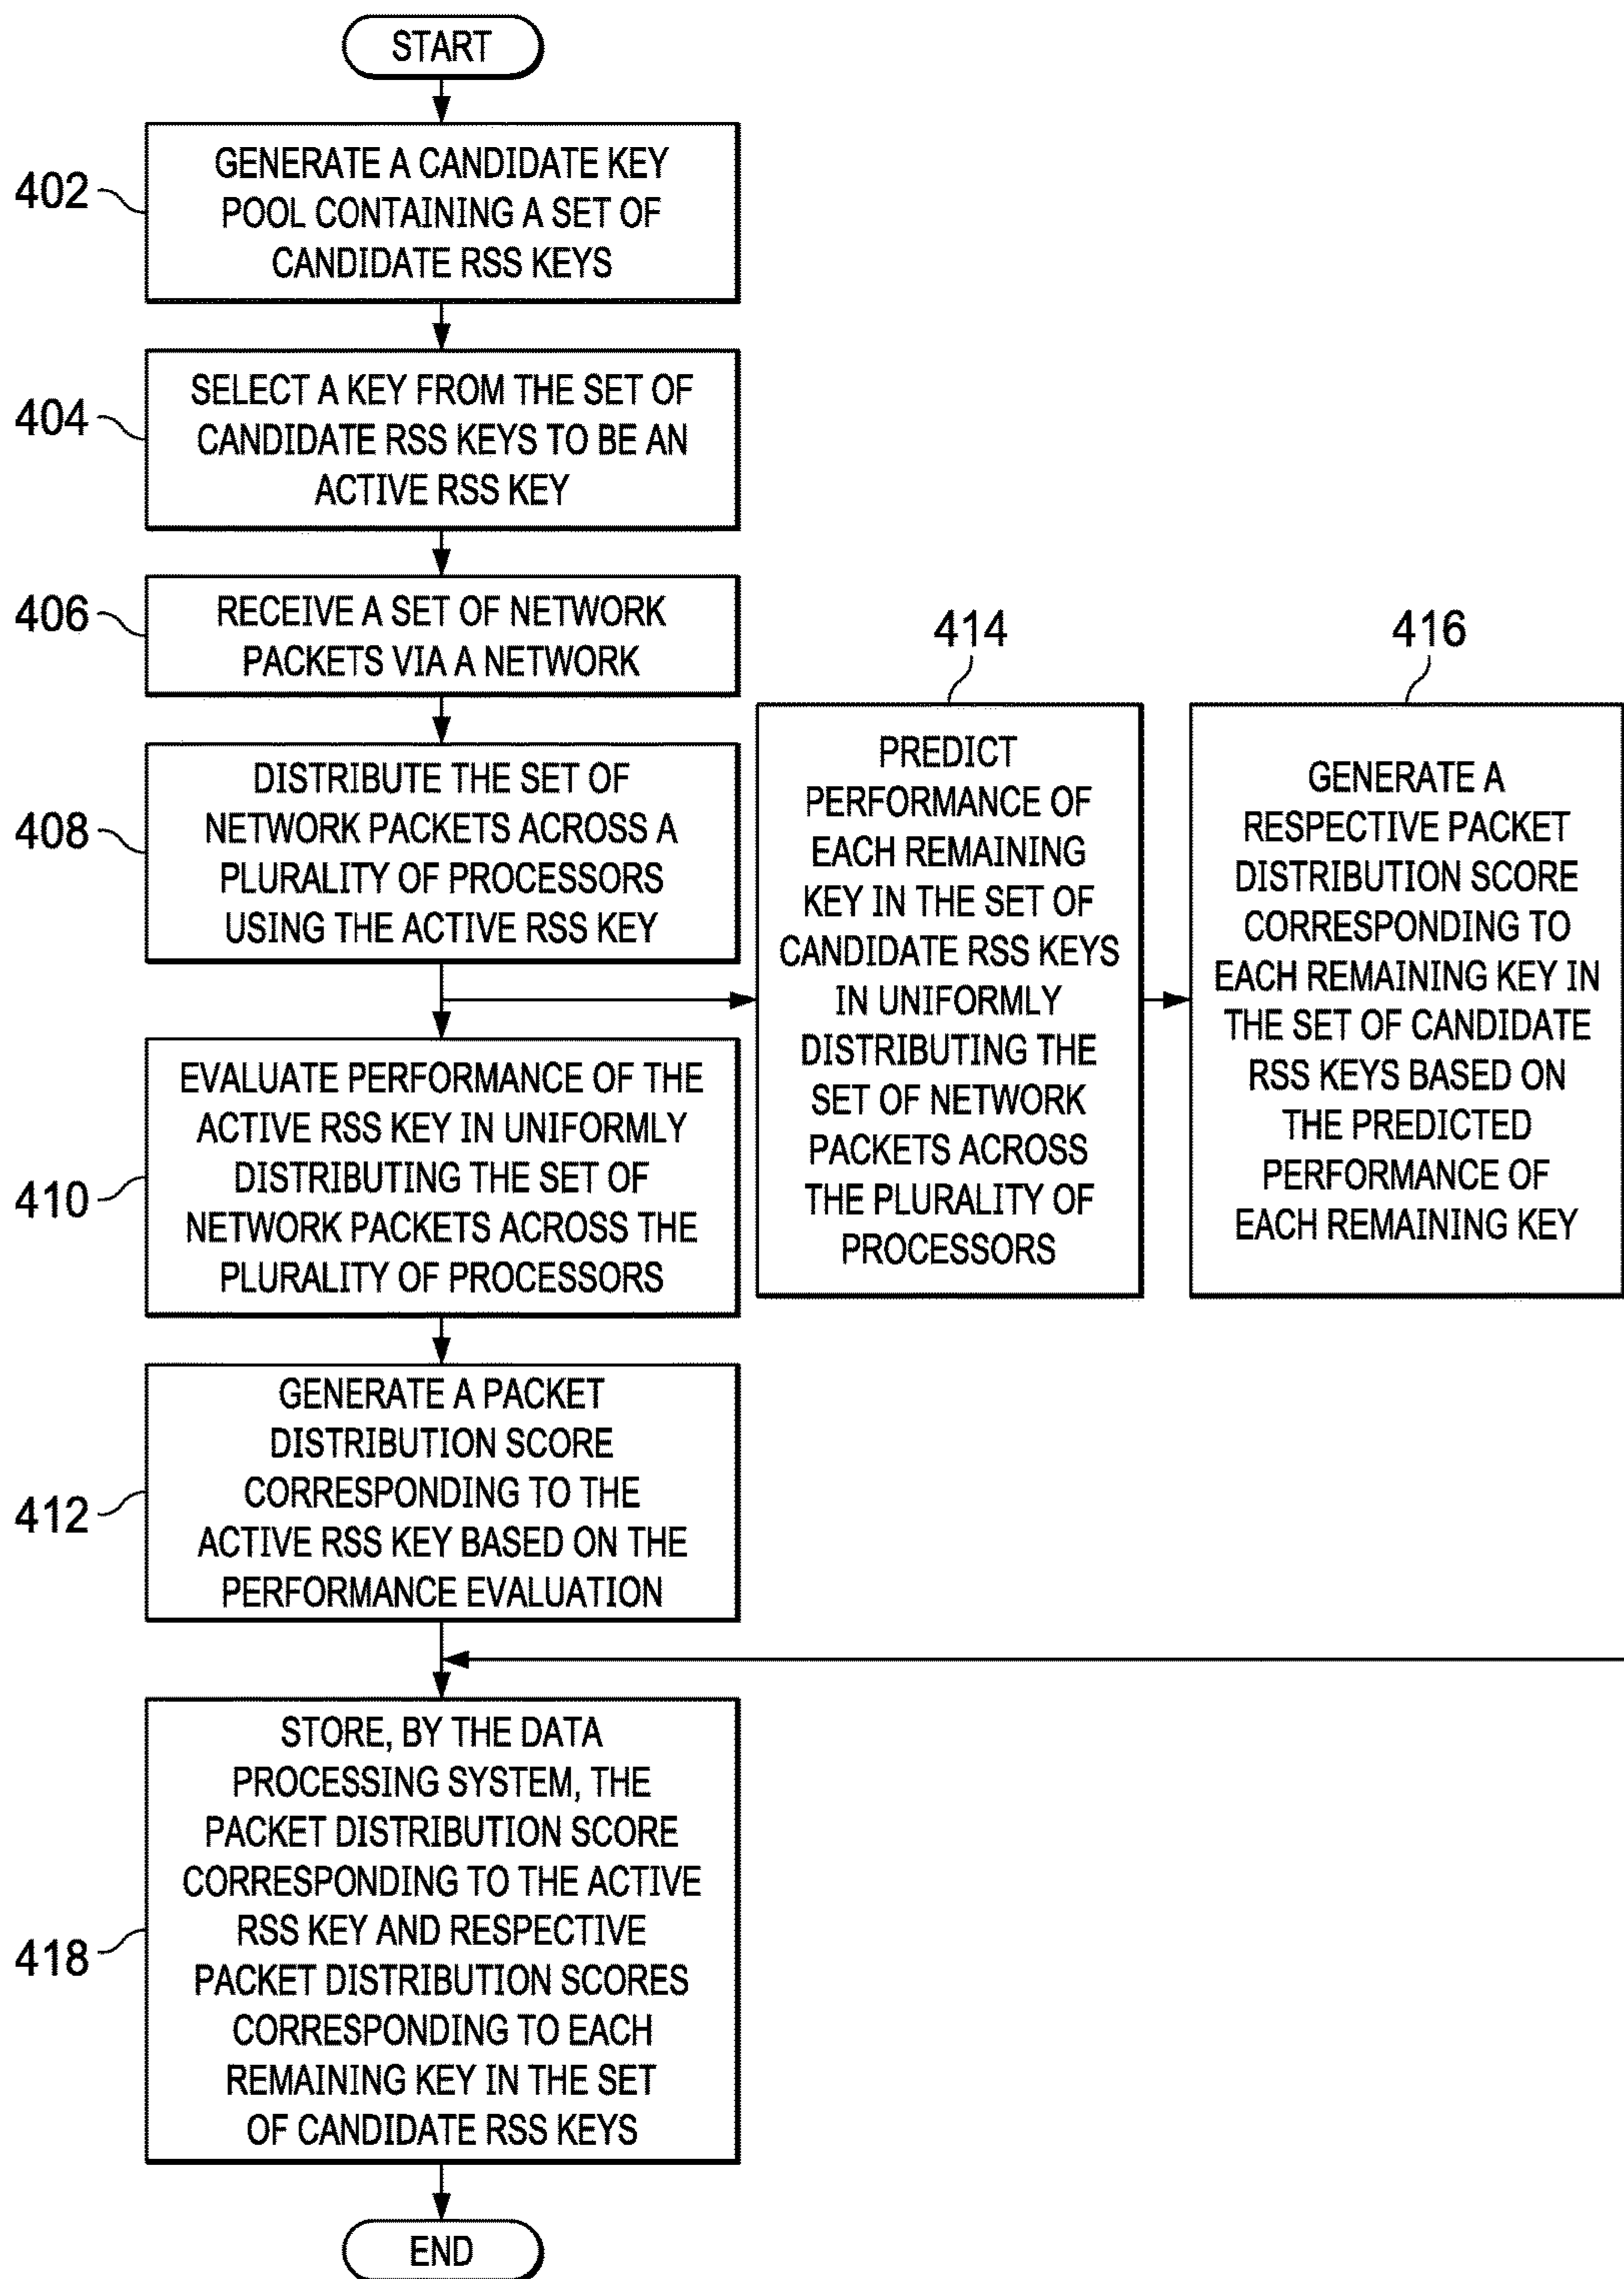 START
402
GENERATE A CANDIDATE KEY
POOL CONTAINING A SET OF
CANDIDATE RSS KEYS
404
SELECT A KEY FROM THE SET OF
CANDIDATE RSS KEYS TO BE AN
ACTIVE RSS KEY
406
RECEIVE A SET OF NETWORK
PACKETS VIA A NETWORK
408
DISTRIBUTE THE SET OF
NETWORK PACKETS ACROSS A
PLURALITY OF PROCESSORS
USING THE ACTIVE RSS KEY
414
PREDICT
PERFORMANCE OF
EACH REMAINING
KEY IN THE SET OF
CANDIDATE RSS KEYS
IN UNIFORMLY
DISTRIBUTING THE
SET OF NETWORK
PACKETS ACROSS
THE PLURALITY OF
PROCESSORS
416
GENERATE A
RESPECTIVE PACKET
DISTRIBUTION SCORE
CORRESPONDING TO
EACH REMAINING KEY IN
THE SET OF CANDIDATE
RSS KEYS BASED ON
THE PREDICTED
PERFORMANCE OF
EACH REMAINING KEY
410
EVALUATE PERFORMANCE OF THE
ACTIVE RSS KEY IN UNIFORMLY
DISTRIBUTING THE SET OF
NETWORK PACKETS ACROSS THE
PLURALITY OF PROCESSORS
412
GENERATE A PACKET
DISTRIBUTION SCORE
CORRESPONDING TO THE
ACTIVE RSS KEY BASED ON THE
PERFORMANCE EVALUATION
418
STORE, BY THE DATA
PROCESSING SYSTEM, THE
PACKET DISTRIBUTION SCORE
CORRESPONDING TO THE ACTIVE
RSS KEY AND RESPECTIVE
PACKET DISTRIBUTION SCORES
CORRESPONDING TO EACH
REMAINING KEY IN THE SET
OF CANDIDATE RSS KEYS
END